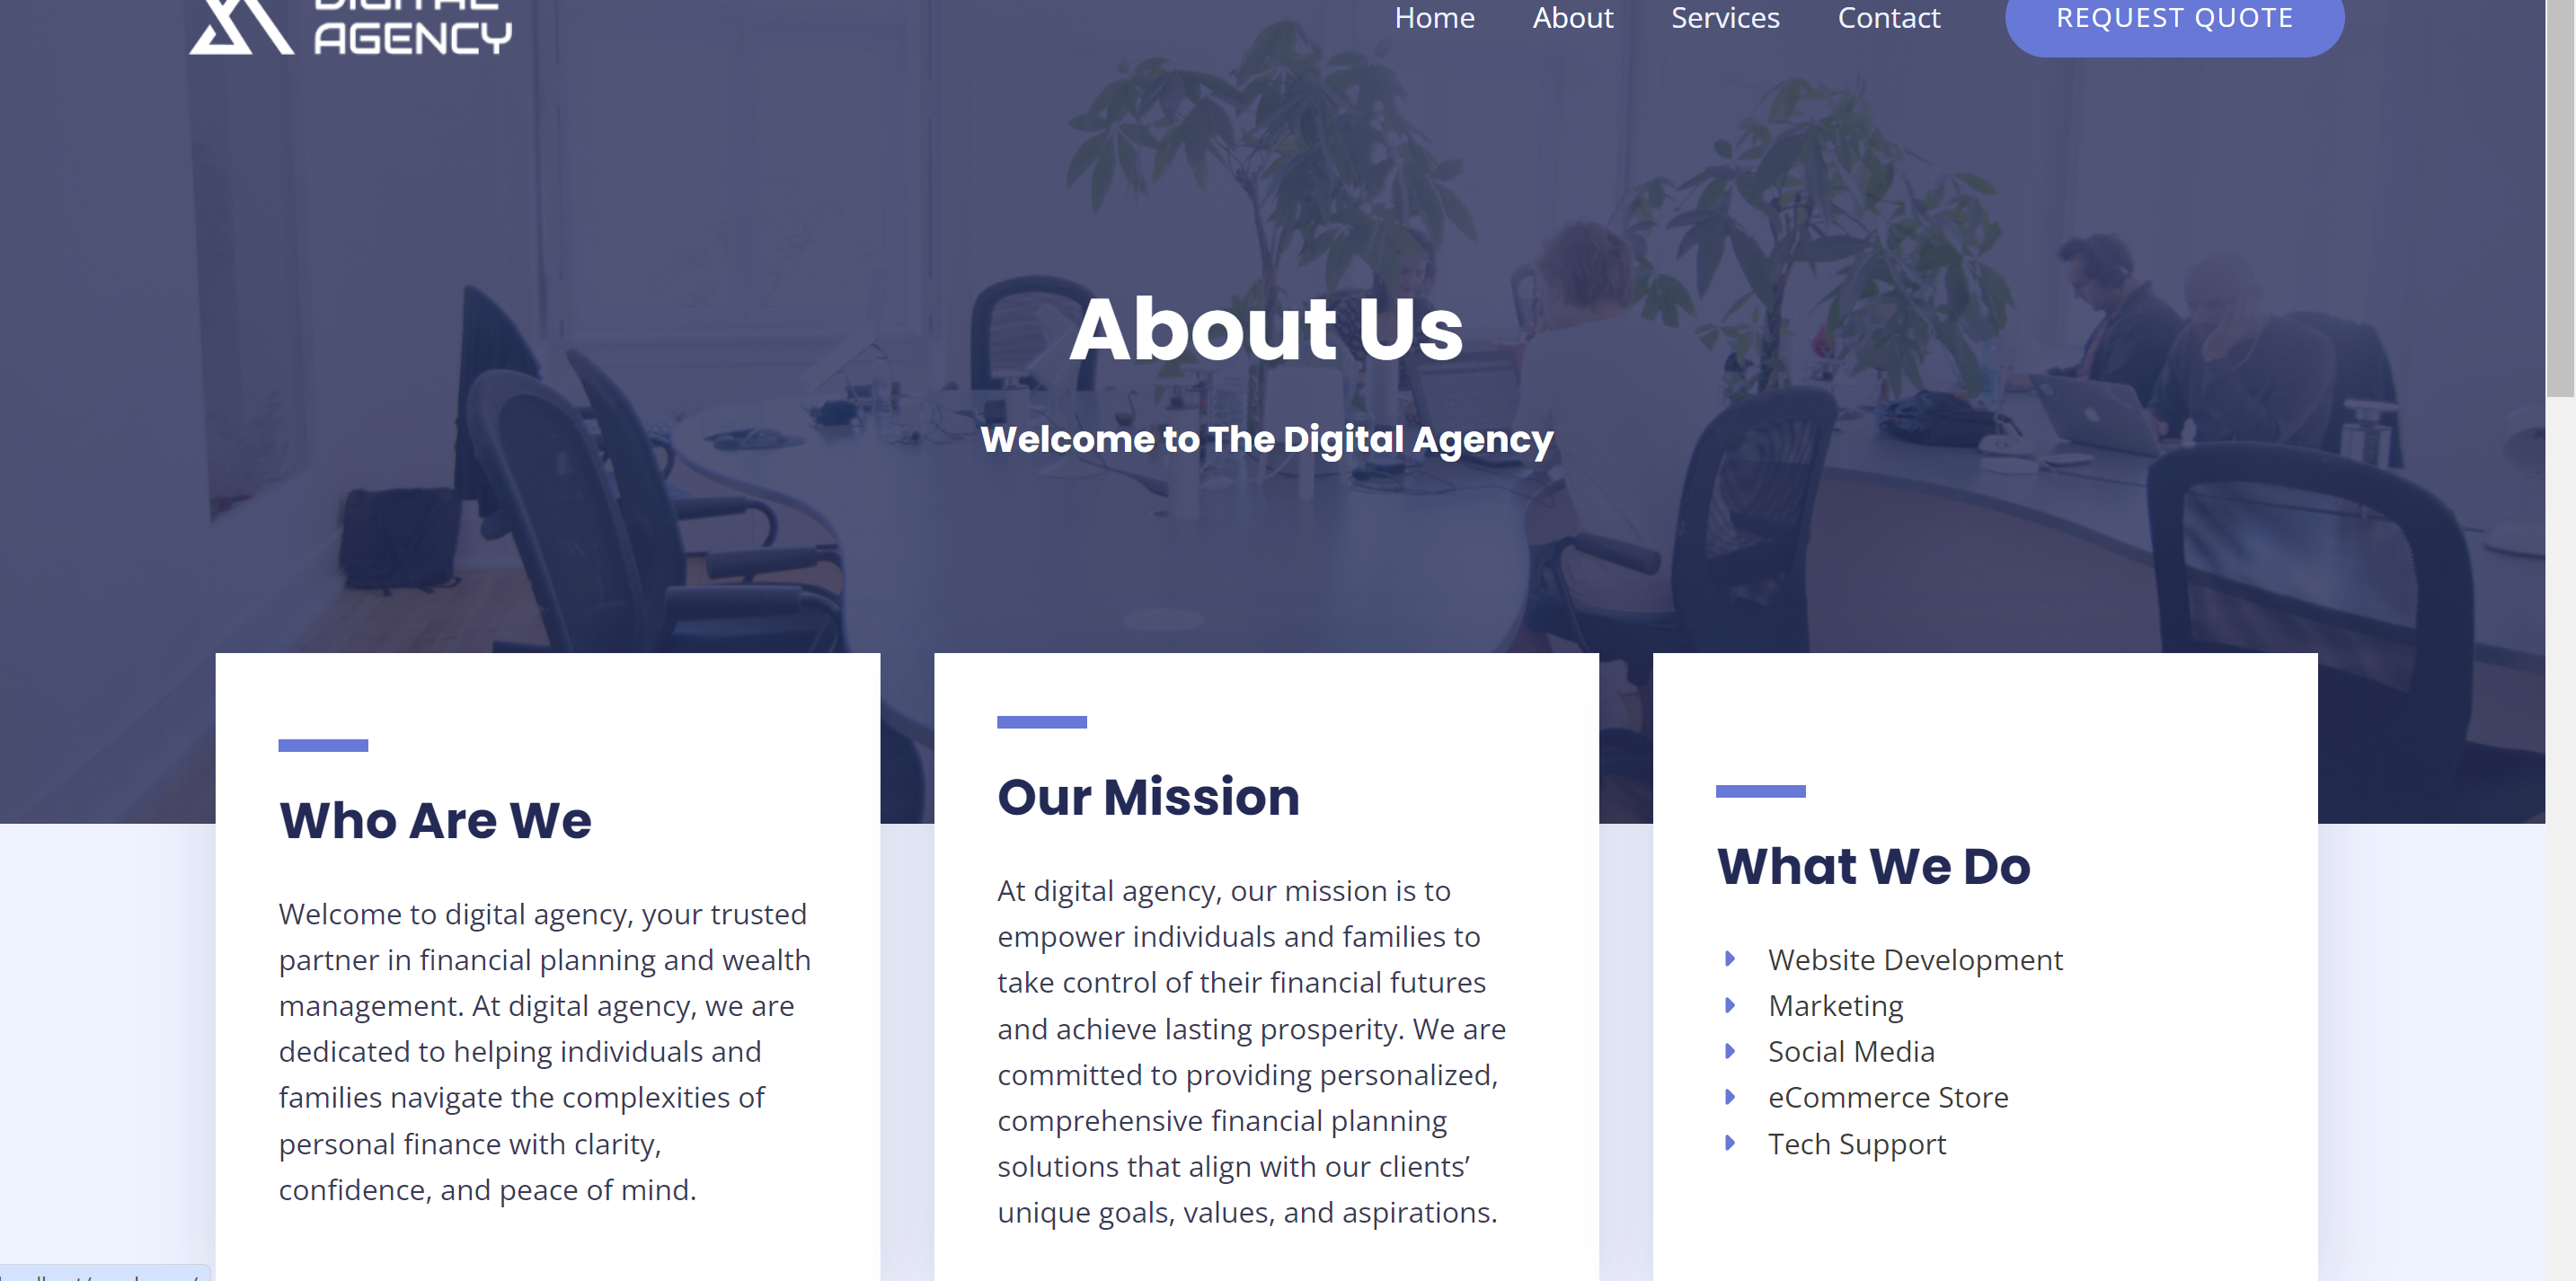 DIGITAL
AGENCY
Home
About
Services
Contact
REQUEST QUOTE
About Us
Welcome to The Digital Agency
Who Are We
Welcome to digital agency, your trusted
partner in financial planning and wealth
management. At digital agency, we are
dedicated to helping individuals and
families navigate the complexities of
personal finance with clarity,
confidence, and peace of mind.
Our Mission
At digital agency, our mission is to
empower individuals and families to
take control of their financial futures
and achieve lasting prosperity. We are
committed to providing personalized,
comprehensive financial planning
solutions that align with our clients’
unique goals, values, and aspirations.
What We Do
Website Development
Marketing
Social Media
eCommerce Store
Tech Support